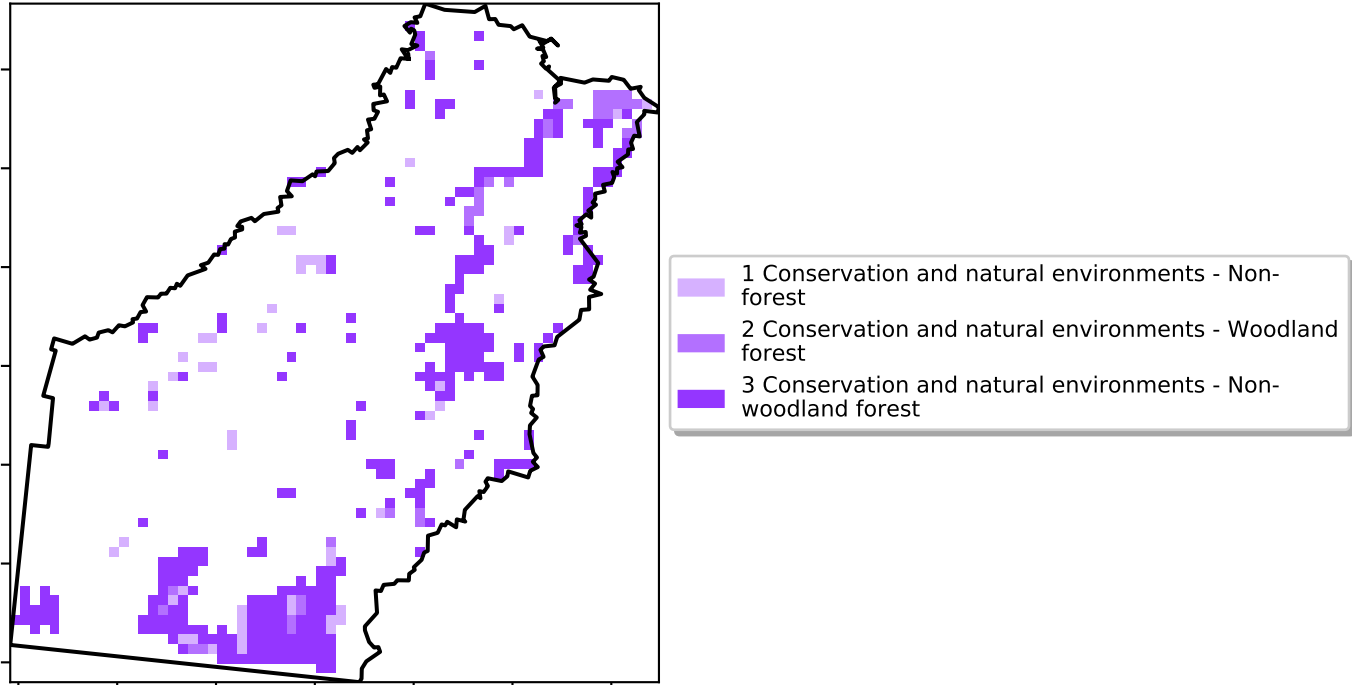 1 Conservation and natural environments - Non-
forest
2 Conservation and natural environments - Woodland
forest
3 Conservation and natural environments - Non-
woodland forest